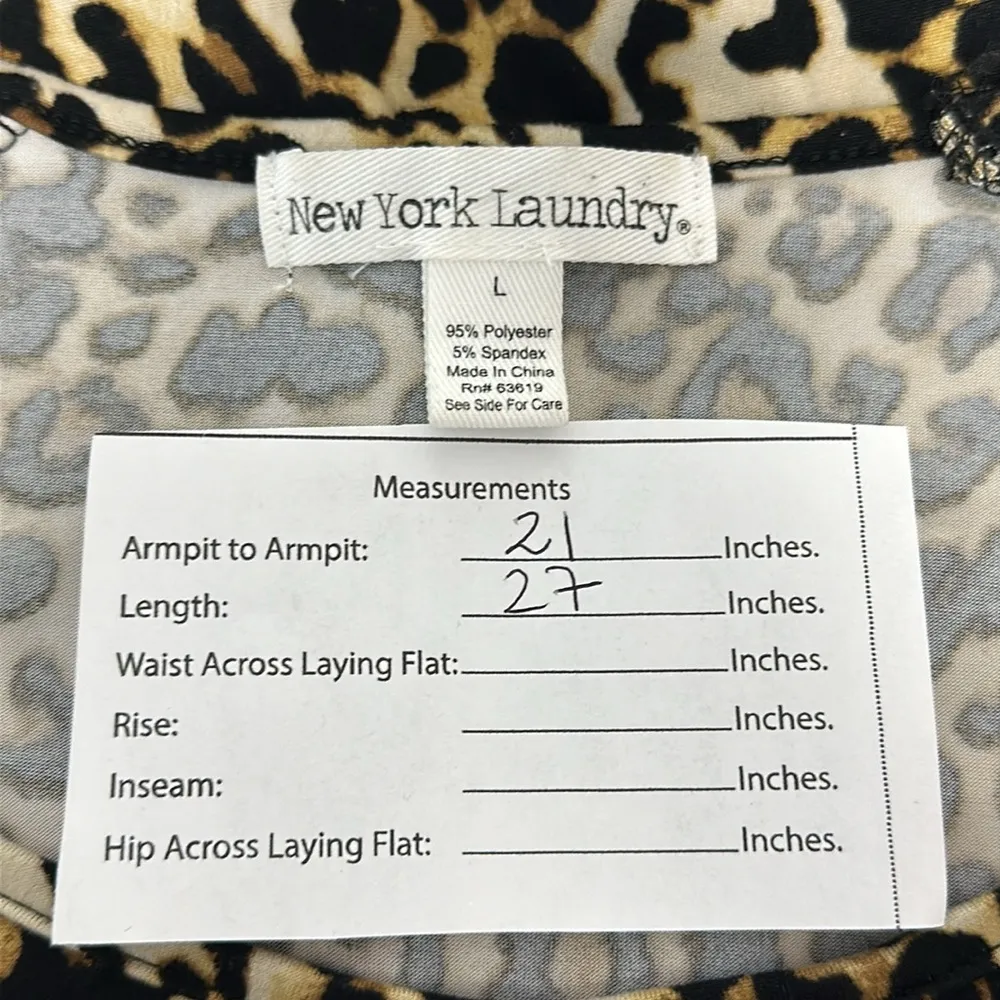 New York Laundry®
L
95% Polyester
5% Spandex
Made In China
Rn# 63619
See Side For Care
Measurements
Armpit to Armpit: 21 Inches.
Length: 27 Inches.
Waist Across Laying Flat: Inches.
Rise: Inches.
Inseam: Inches.
Hip Across Laying Flat: Inches.